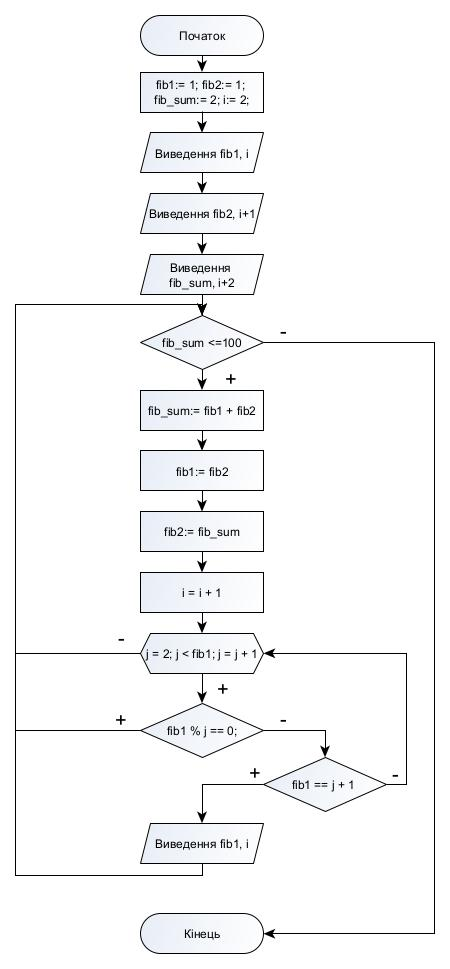 Початок
fib1:= 1; fib2:= 1;
fib_sum:= 2; i:= 2;
Виведення fib1, i
Виведення fib2, i+1
Виведення
fib_sum, i+2
fib_sum <=100
-
+
fib_sum:= fib1 + fib2
fib1:= fib2
fib2:= fib_sum
i = i + 1
-
j = 2; j < fib1; j = j + 1
+
+
fib1 % j == 0;
-
+
fib1 == j + 1
-
Виведення fib1, i
Кінець